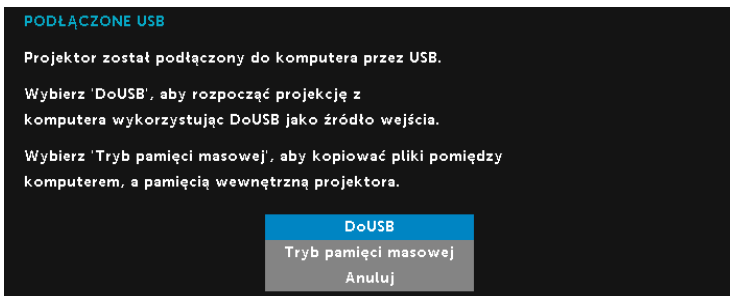 PODŁĄCZONE USB
Projektor został podłączony do komputera przez USB.
Wybierz 'DoUSB', aby rozpocząć projekcję z
komputera wykorzystując DoUSB jako źródło wejścia.
Wybierz 'Tryb pamięci masowej', aby kopiować pliki pomiędzy
komputerem, a pamięcią wewnętrzną projektora.
DoUSB
Tryb pamięci masowej
Anuluj